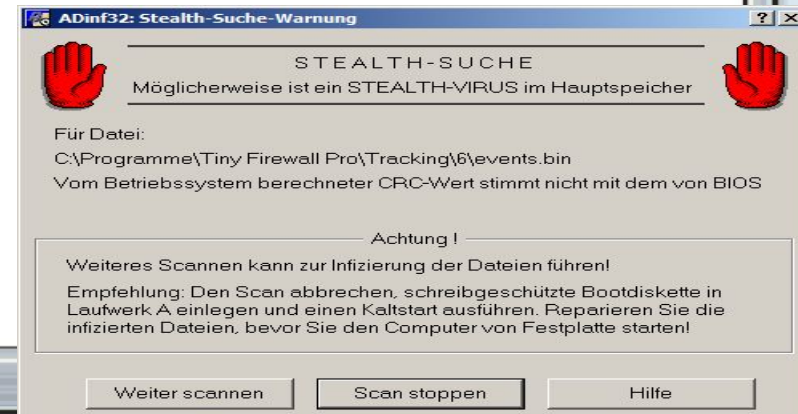 ADinf32: Stealth-Suche-Warnung
STEALTH-SUCHE
Möglicherweise ist ein STEALTH-VIRUS im Hauptspeicher
Für Datei:
C:\Programme\Tiny Firewall Pro\Tracking\6\events.bin
Vom Betriebssystem berechneter CRC-Wert stimmt nicht mit dem von BIOS
Achtung !
Weiteres Scannen kann zur Infizierung der Dateien führen!
Empfehlung: Den Scan abbrechen, schreibgeschützte Bootdiskette in
Laufwerk A einlegen und einen Kaltstart ausführen. Reparieren Sie die
infizierten Dateien, bevor Sie den Computer von Festplatte starten!
Weiter scannen
Scan stoppen
Hilfe